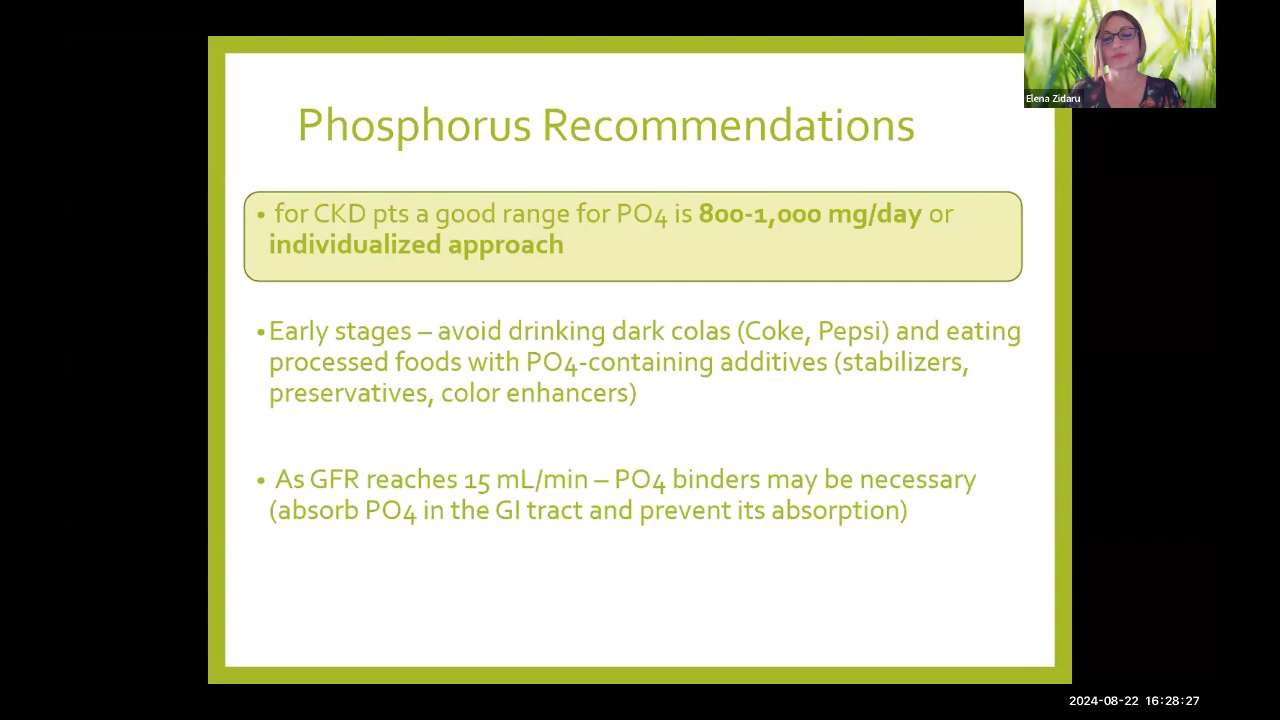 Elena Zidaru
Phosphorus Recommendations
• for CKD pts a good range for PO4 is 800-1,000 mg/day or
individualized approach
•Early stages – avoid drinking dark colas (Coke, Pepsi) and eating
processed foods with PO4-containing additives (stabilizers,
preservatives, color enhancers)
• As GFR reaches 15 mL/min – PO4 binders may be necessary
(absorb PO4 in the GI tract and prevent its absorption)
2024-08-22 16:28:27